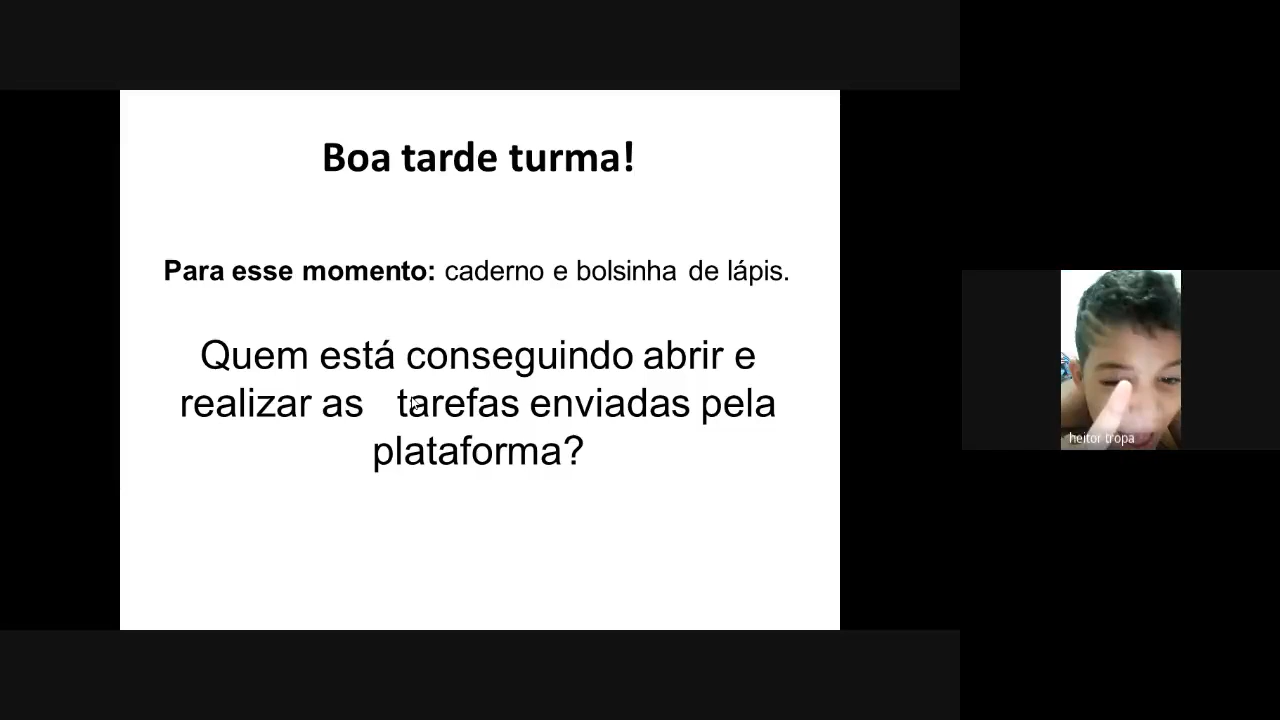 Boa tarde turma!
Para esse momento: caderno e bolsinha de lápis.
Quem está conseguindo abrir e
realizar as tarefas enviadas pela
plataforma?
heitor tropa